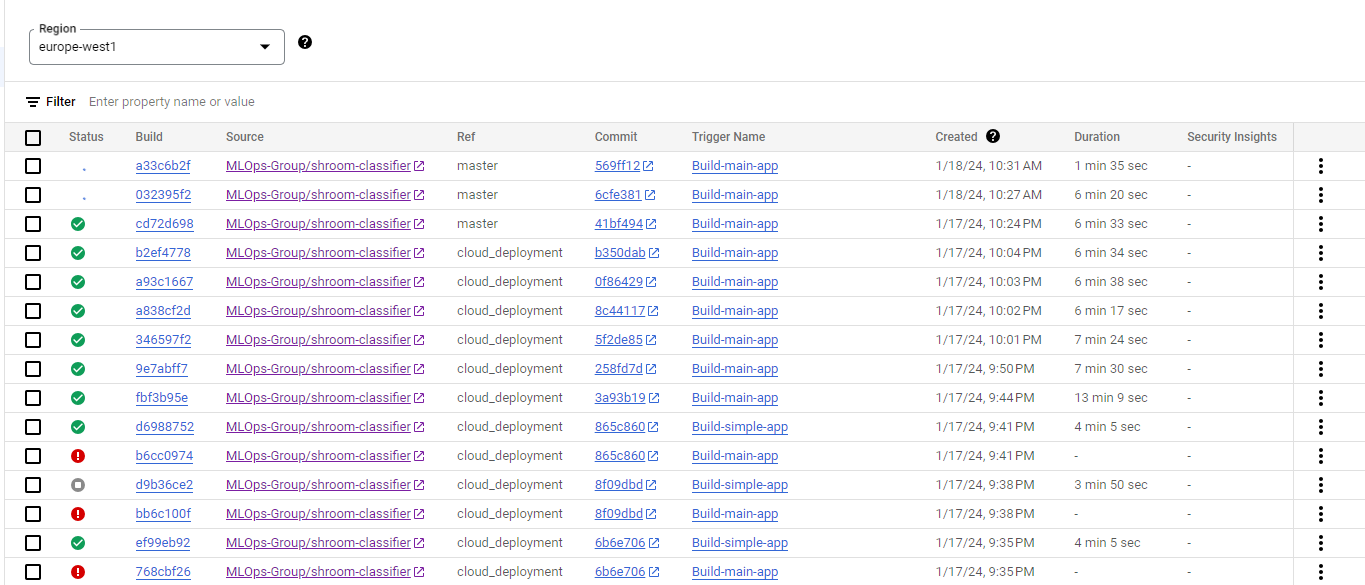 Region
europe-west1
Filter Enter property name or value
Status Build Source Ref Commit Trigger Name Created Duration Security Insights
a33c6b2f MLOps-Group/shroom-classifier master 569ff12 Build-main-app 1/18/24, 10:31 AM 1 min 35 sec -
032395f2 MLOps-Group/shroom-classifier master 6cfe381 Build-main-app 1/18/24, 10:27 AM 6 min 20 sec -
cd72d698 MLOps-Group/shroom-classifier master 41bf494 Build-main-app 1/17/24, 10:24 PM 6 min 33 sec -
b2ef4778 MLOps-Group/shroom-classifier cloud_deployment b350dab Build-main-app 1/17/24, 10:04 PM 6 min 34 sec -
a93c1667 MLOps-Group/shroom-classifier cloud_deployment 0f86429 Build-main-app 1/17/24, 10:03 PM 6 min 38 sec -
a838cf2d MLOps-Group/shroom-classifier cloud_deployment 8c44117 Build-main-app 1/17/24, 10:02 PM 6 min 17 sec -
346597f2 MLOps-Group/shroom-classifier cloud_deployment 5f2de85 Build-main-app 1/17/24, 10:01 PM 7 min 24 sec -
9e7abff7 MLOps-Group/shroom-classifier cloud_deployment 258fd7d Build-main-app 1/17/24, 9:50 PM 7 min 30 sec -
fbf3b95e MLOps-Group/shroom-classifier cloud_deployment 3a93b19 Build-main-app 1/17/24, 9:44 PM 13 min 9 sec -
d6988752 MLOps-Group/shroom-classifier cloud_deployment 865c860 Build-simple-app 1/17/24, 9:41 PM 4 min 5 sec -
b6cc0974 MLOps-Group/shroom-classifier cloud_deployment 865c860 Build-main-app 1/17/24, 9:41 PM - -
d9b36ce2 MLOps-Group/shroom-classifier cloud_deployment 8f09dbd Build-simple-app 1/17/24, 9:38 PM 3 min 50 sec -
bb6c100f MLOps-Group/shroom-classifier cloud_deployment 8f09dbd Build-main-app 1/17/24, 9:38 PM - -
ef99eb92 MLOps-Group/shroom-classifier cloud_deployment 6b6e706 Build-simple-app 1/17/24, 9:35 PM 4 min 5 sec -
768cbf26 MLOps-Group/shroom-classifier cloud_deployment 6b6e706 Build-main-app 1/17/24, 9:35 PM - -